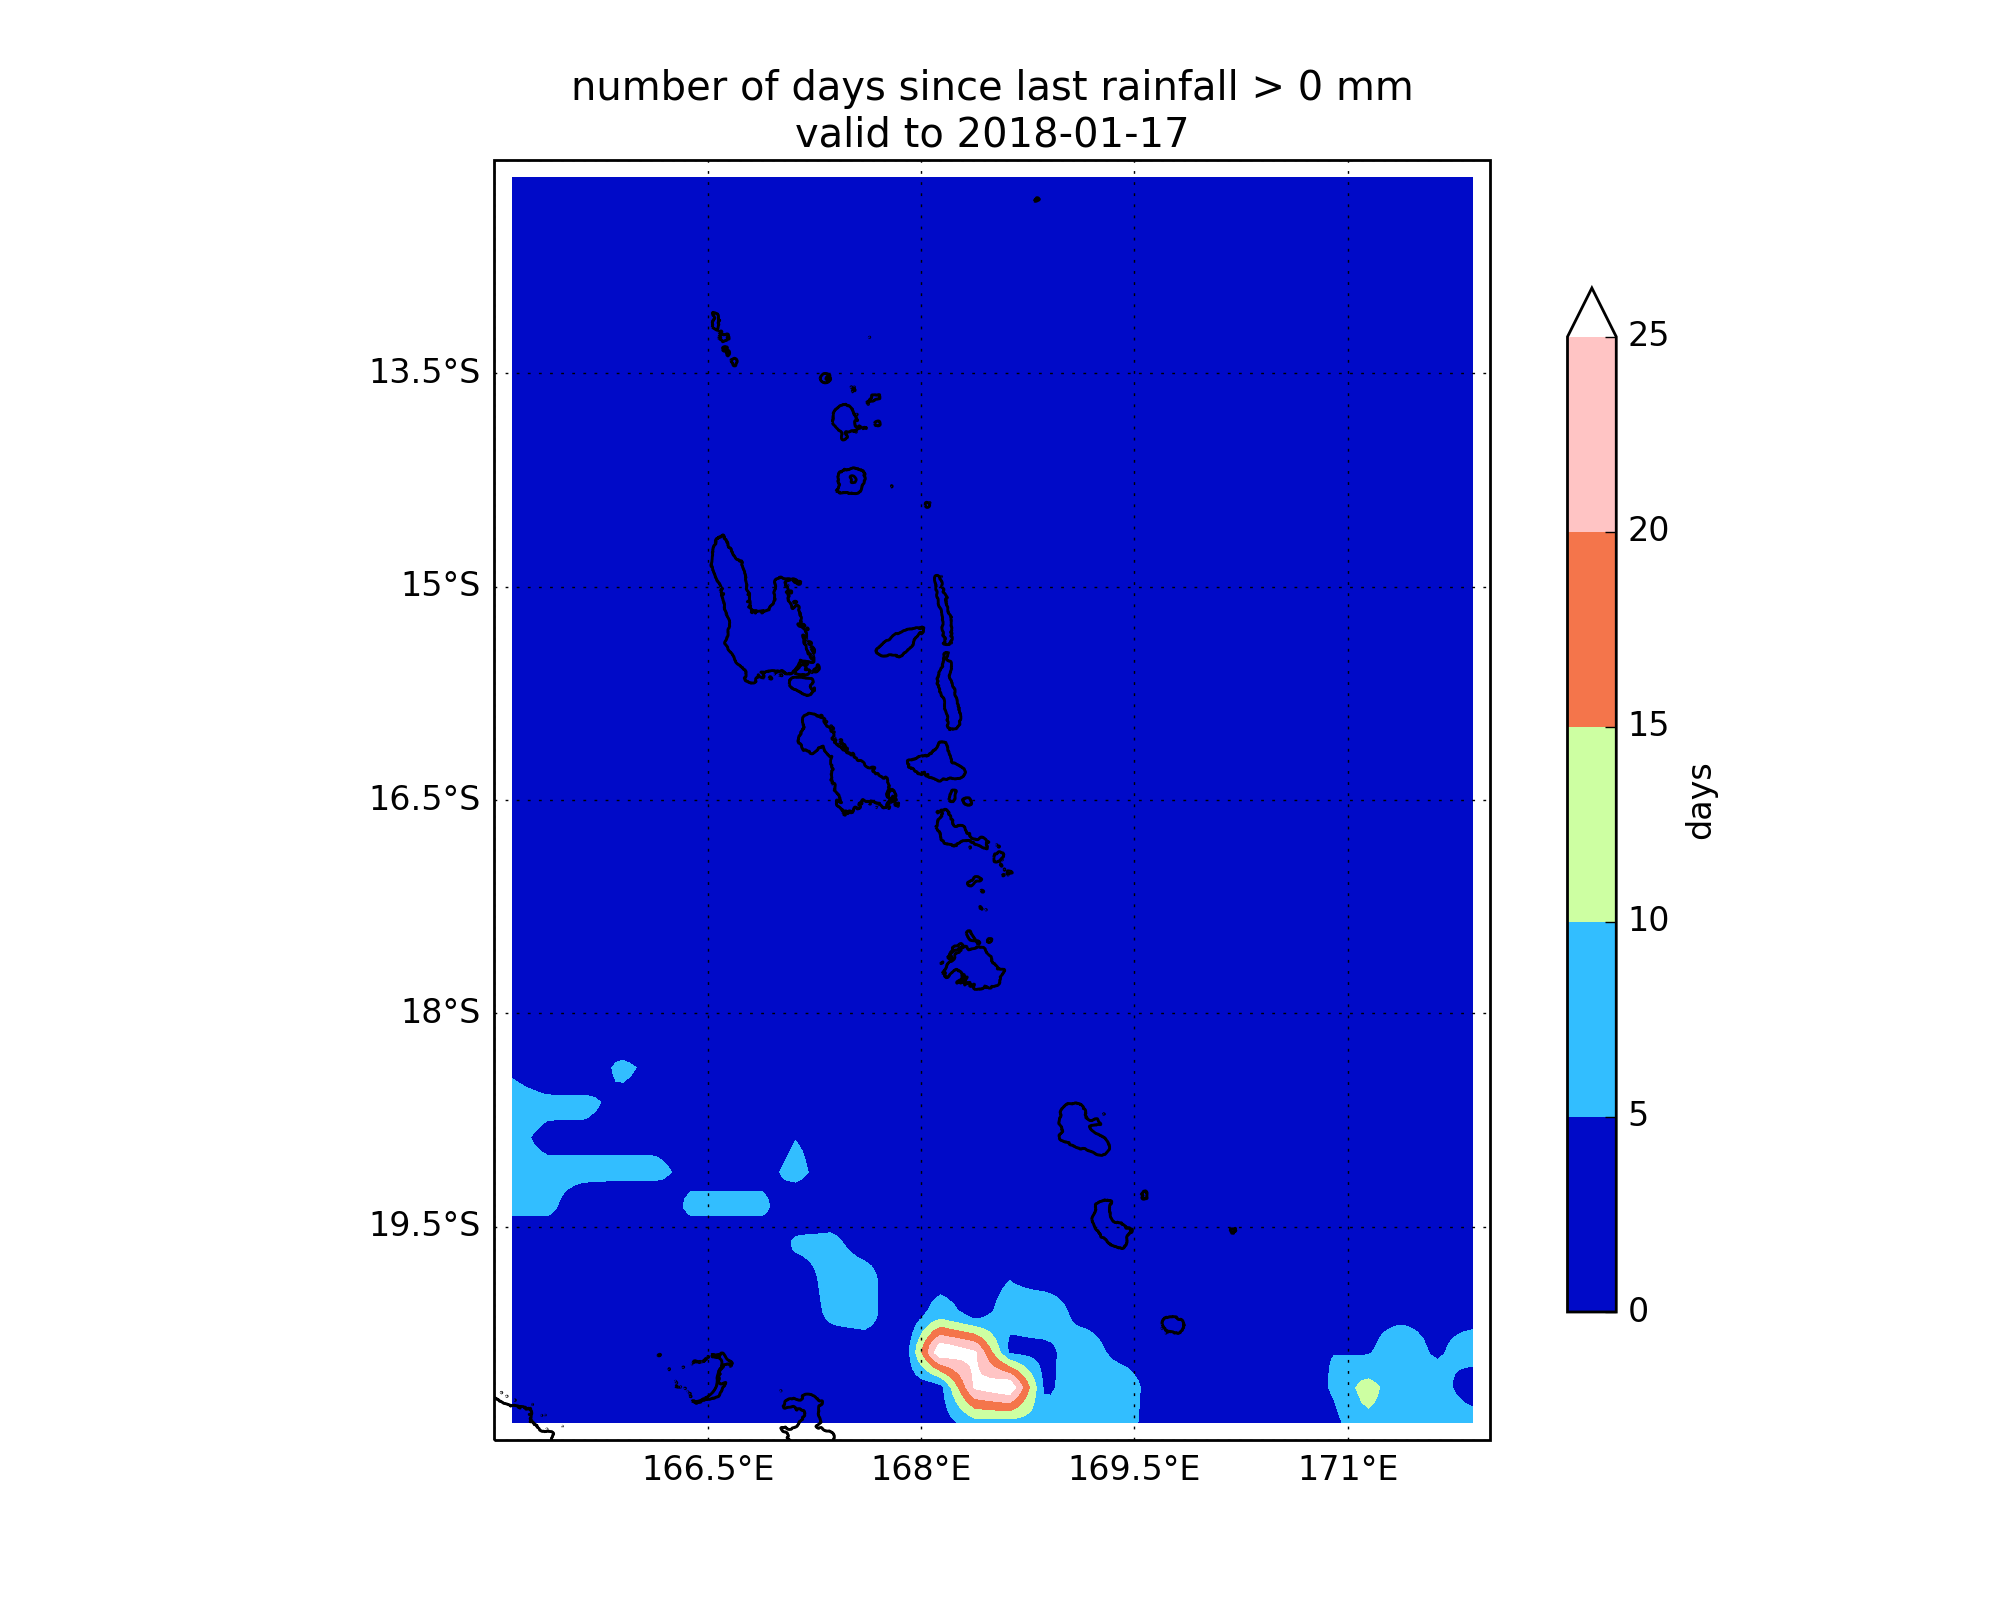 number of days since last rainfall > 0 mm
valid to 2018-01-17
13.5°S
15°S
16.5°S
18°S
19.5°S
166.5°E
168°E
169.5°E
171°E
25
20
15
10
5
0
days